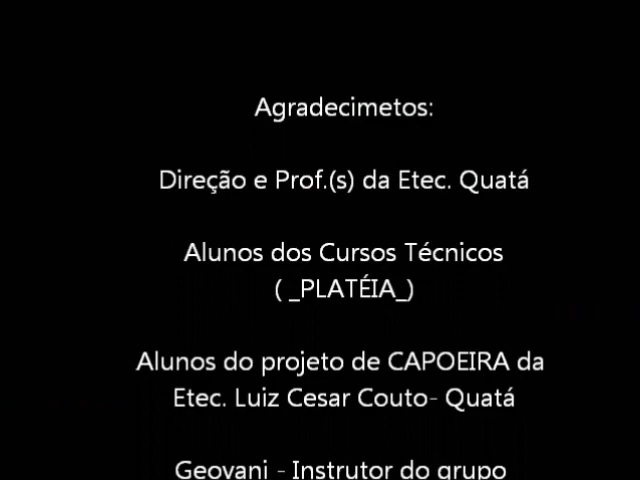 Agradecimetos:
Direção e Prof.(s) da Etec. Quatá
Alunos dos Cursos Técnicos
( _PLATÉIA_)
Alunos do projeto de CAPOEIRA da
Etec. Luiz Cesar Couto- Quatá
Geovani - Instrutor do grupo